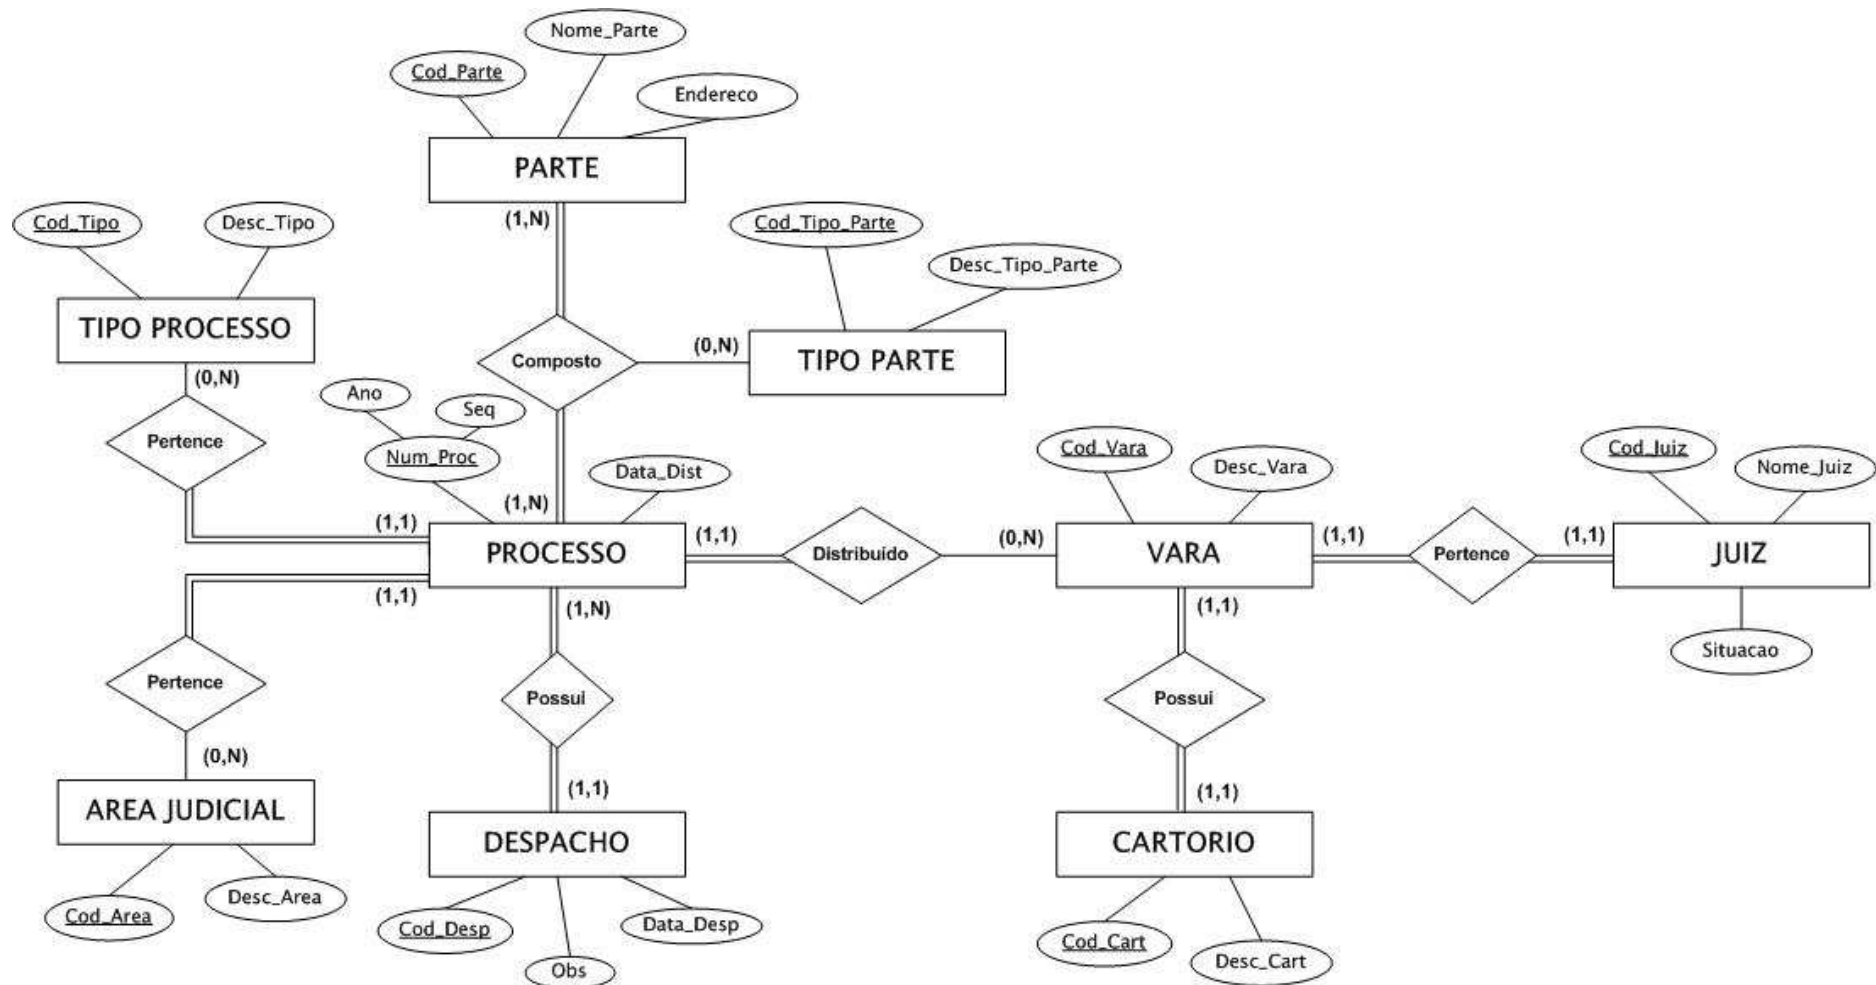 Nome_Parte
Cod_Parte
Endereco
PARTE
(1,N)
Cod_Tipo
Desc_Tipo
Cod_Tipo_Parte
Desc_Tipo_Parte
TIPO PROCESSO
(0,N)
Composto
(0,N)
TIPO PARTE
Ano
Seq
Pertence
Num_Proc
Data_Dist
Cod_Vara
Desc_Vara
Cod_Juiz
Nome_Juiz
(1,1)
(1,N)
PROCESSO
(1,1)
Distribuído
(0,N)
VARA
(1,1)
Pertence
(1,1)
JUIZ
(1,1)
(1,N)
(1,1)
Situacao
Pertence
Possui
Possui
(0,N)
(1,1)
(1,1)
AREA JUDICIAL
DESPACHO
CARTORIO
Cod_Area
Desc_Area
Cod_Desp
Data_Desp
Obs
Cod_Cart
Desc_Cart